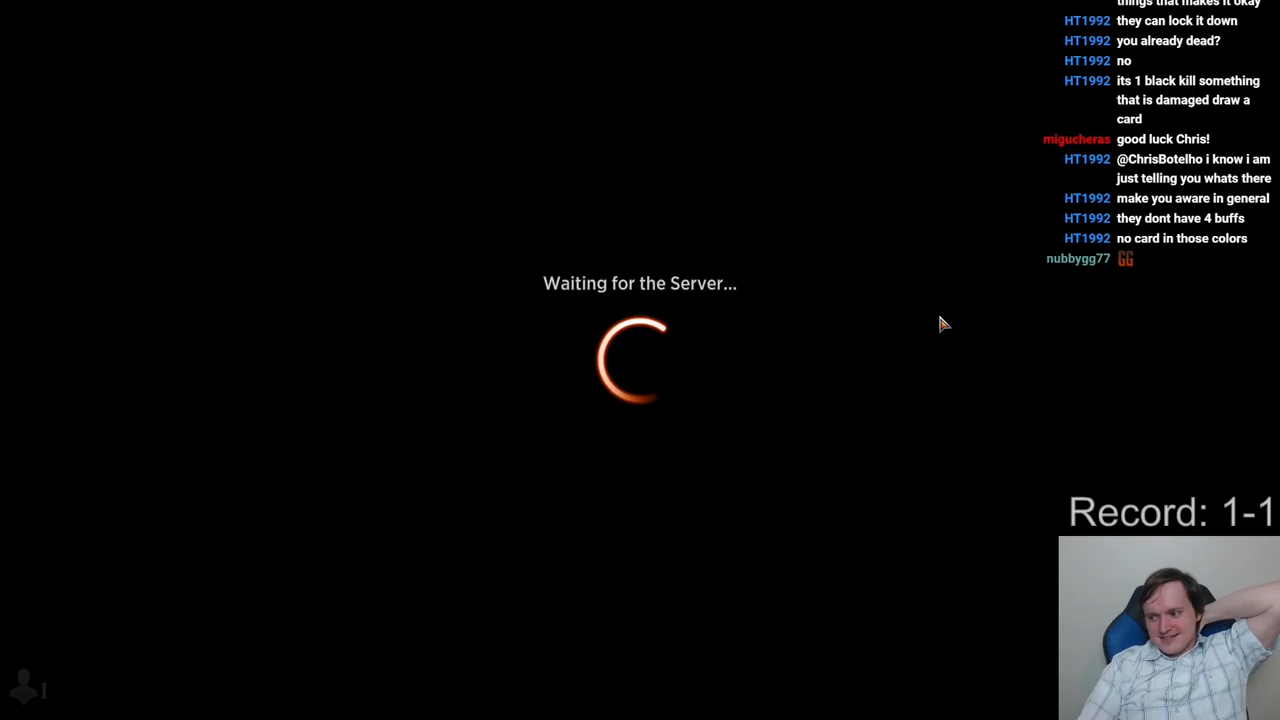 things that makes it okay
HT1992 they can lock it down
HT1992 you already dead?
HT1992 no
HT1992 its 1 black kill something
that is damaged draw a
card
migucheras good luck Chris!
HT1992 @ChrisBotelho i know i am
just telling you whats there
HT1992 make you aware in general
HT1992 they dont have 4 buffs
HT1992 no card in those colors
nubbygg77 GG
Waiting for the Server...
Record: 1-1
1